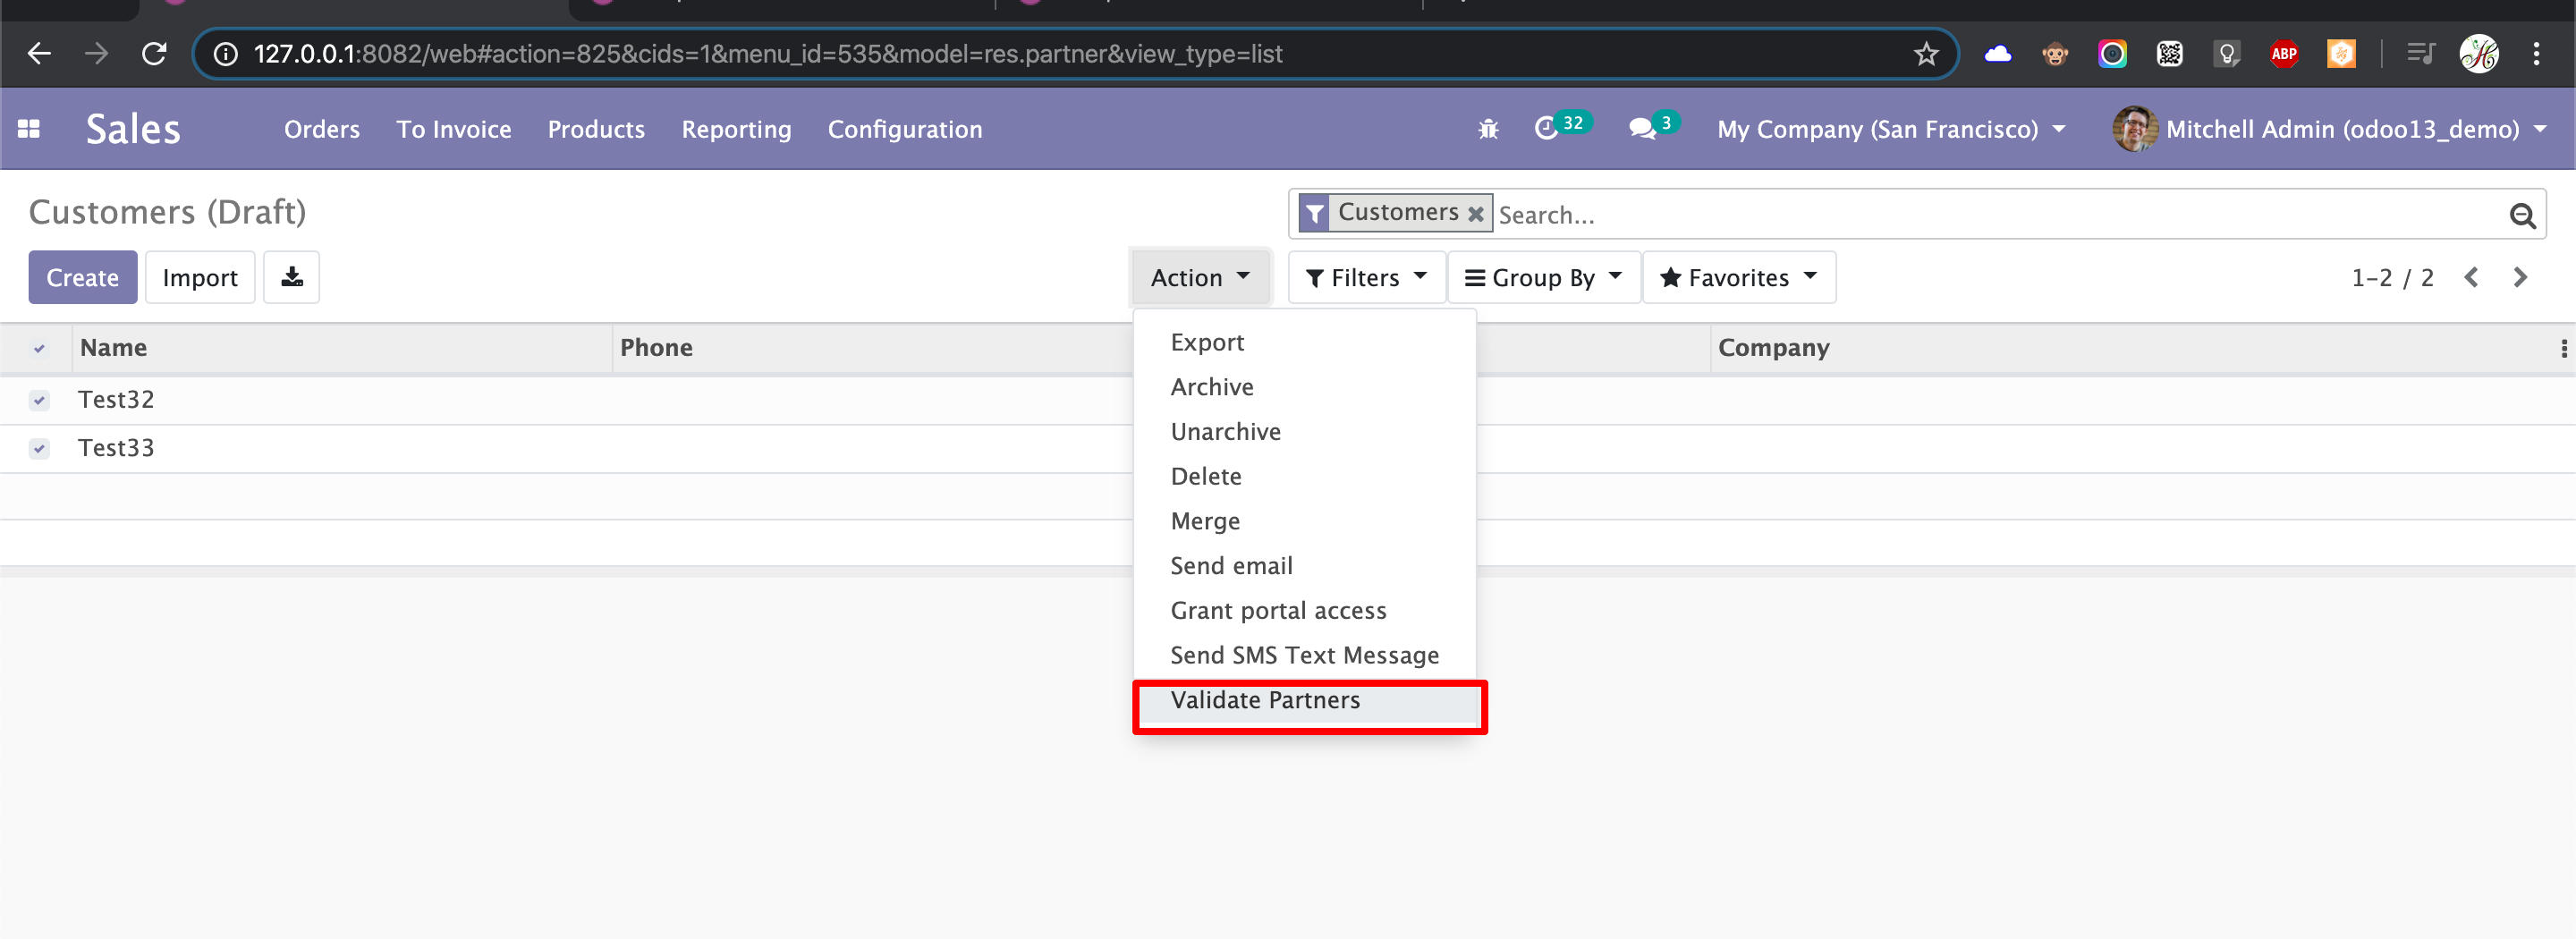 127.0.0.1:8082/web#action=825&cids=1&menu_id=535&model=res.partner&view_type=list
ABP
Sales Orders To Invoice Products Reporting Configuration 32 3 My Company (San Francisco) Mitchell Admin (odoo13_demo)
Customers (Draft) Customers Search...
Create Import Action Filters Group By Favorites 1-2 / 2
Name Phone Company
Test32
Test33
Export
Archive
Unarchive
Delete
Merge
Send email
Grant portal access
Send SMS Text Message
Validate Partners